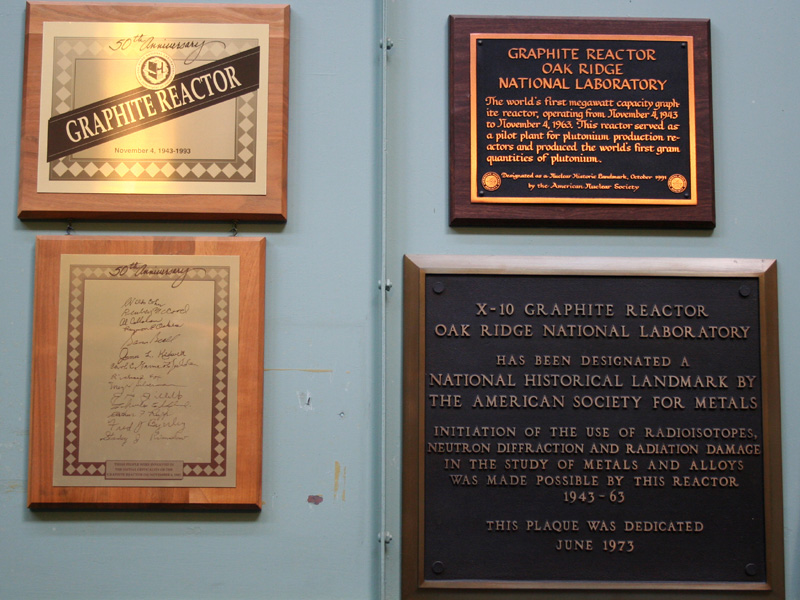 50th Anniversary
GRAPHITE REACTOR
November 4, 1943-1993
50th Anniversary
Fred
GRAPHITE REACTOR
OAK RIDGE
NATIONAL LABORATORY
The world's first megawatt capacity graph-
ite reactor, operating from November 4, 1943
to November 4, 1963. This reactor served as
a pilot plant for plutonium production re-
actors and produced the world's first gram
quantities of plutonium.
Designated as a Nuclear Historic Landmark, October 1991
by the American Nuclear Society
X-10 GRAPHITE REACTOR
OAK RIDGE NATIONAL LABORATORY
HAS BEEN DESIGNATED A
NATIONAL HISTORICAL LANDMARK BY
THE AMERICAN SOCIETY FOR METALS
INITIATION OF THE USE OF RADIOISOTOPES,
NEUTRON DIFFRACTION AND RADIATION DAMAGE
IN THE STUDY OF METALS AND ALLOYS
WAS MADE POSSIBLE BY THIS REACTOR
1943-63
THIS PLAQUE WAS DEDICATED
JUNE 1973